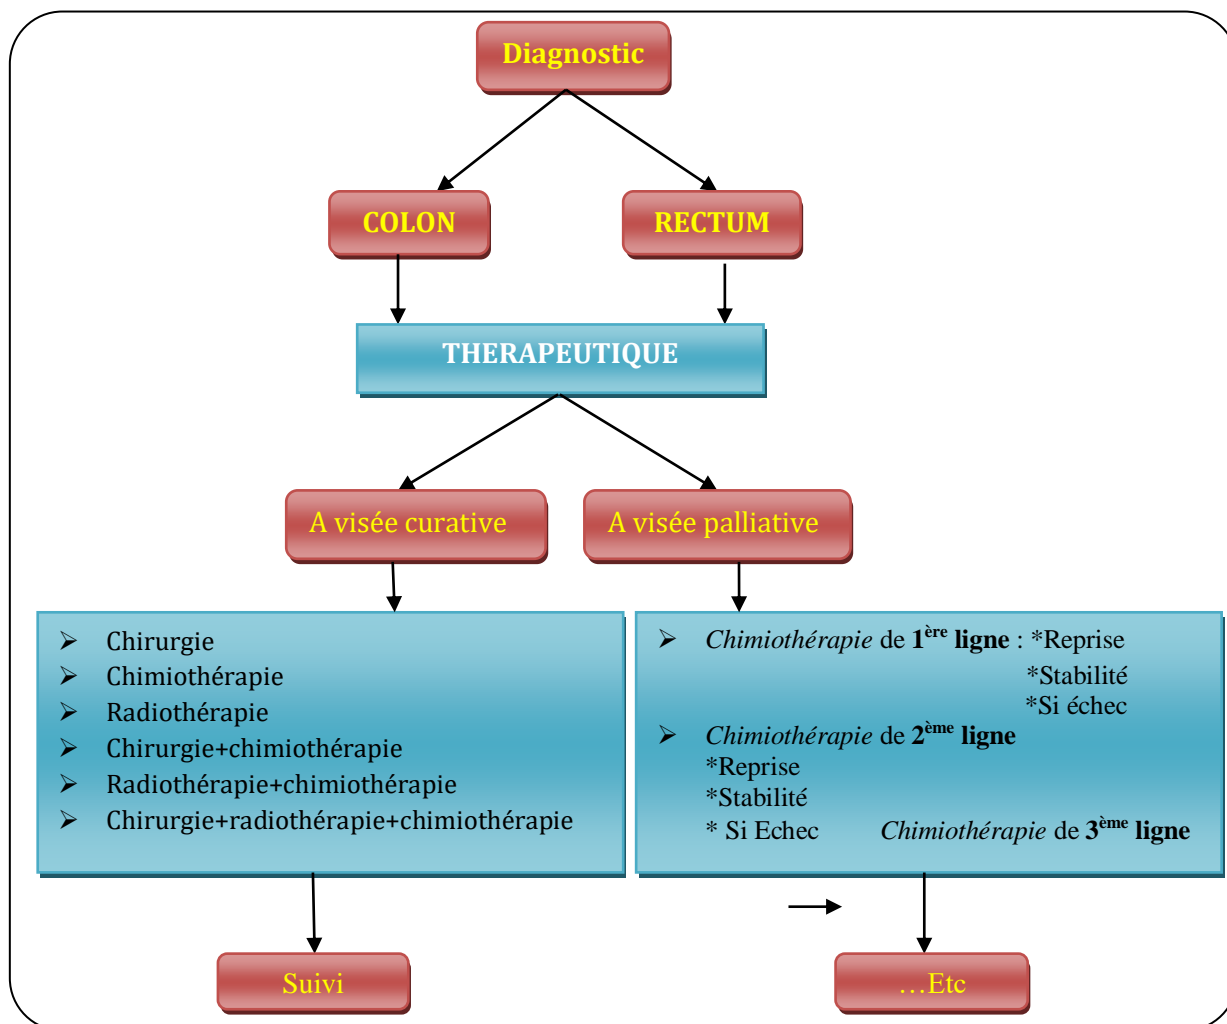 Diagnostic
COLON
RECTUM
THERAPEUTIQUE
A visée curative
A visée palliative
➢ Chirurgie
➢ Chimiothérapie
➢ Radiothérapie
➢ Chirurgie+chimiothérapie
➢ Radiothérapie+chimiothérapie
➢ Chirurgie+radiothérapie+chimiothérapie
➢ Chimiothérapie de 1ère ligne : *Reprise
*Stabilité
*Si échec
➢ Chimiothérapie de 2ème ligne
*Reprise
*Stabilité
* Si Echec Chimiothérapie de 3ème ligne
Suivi
…Etc